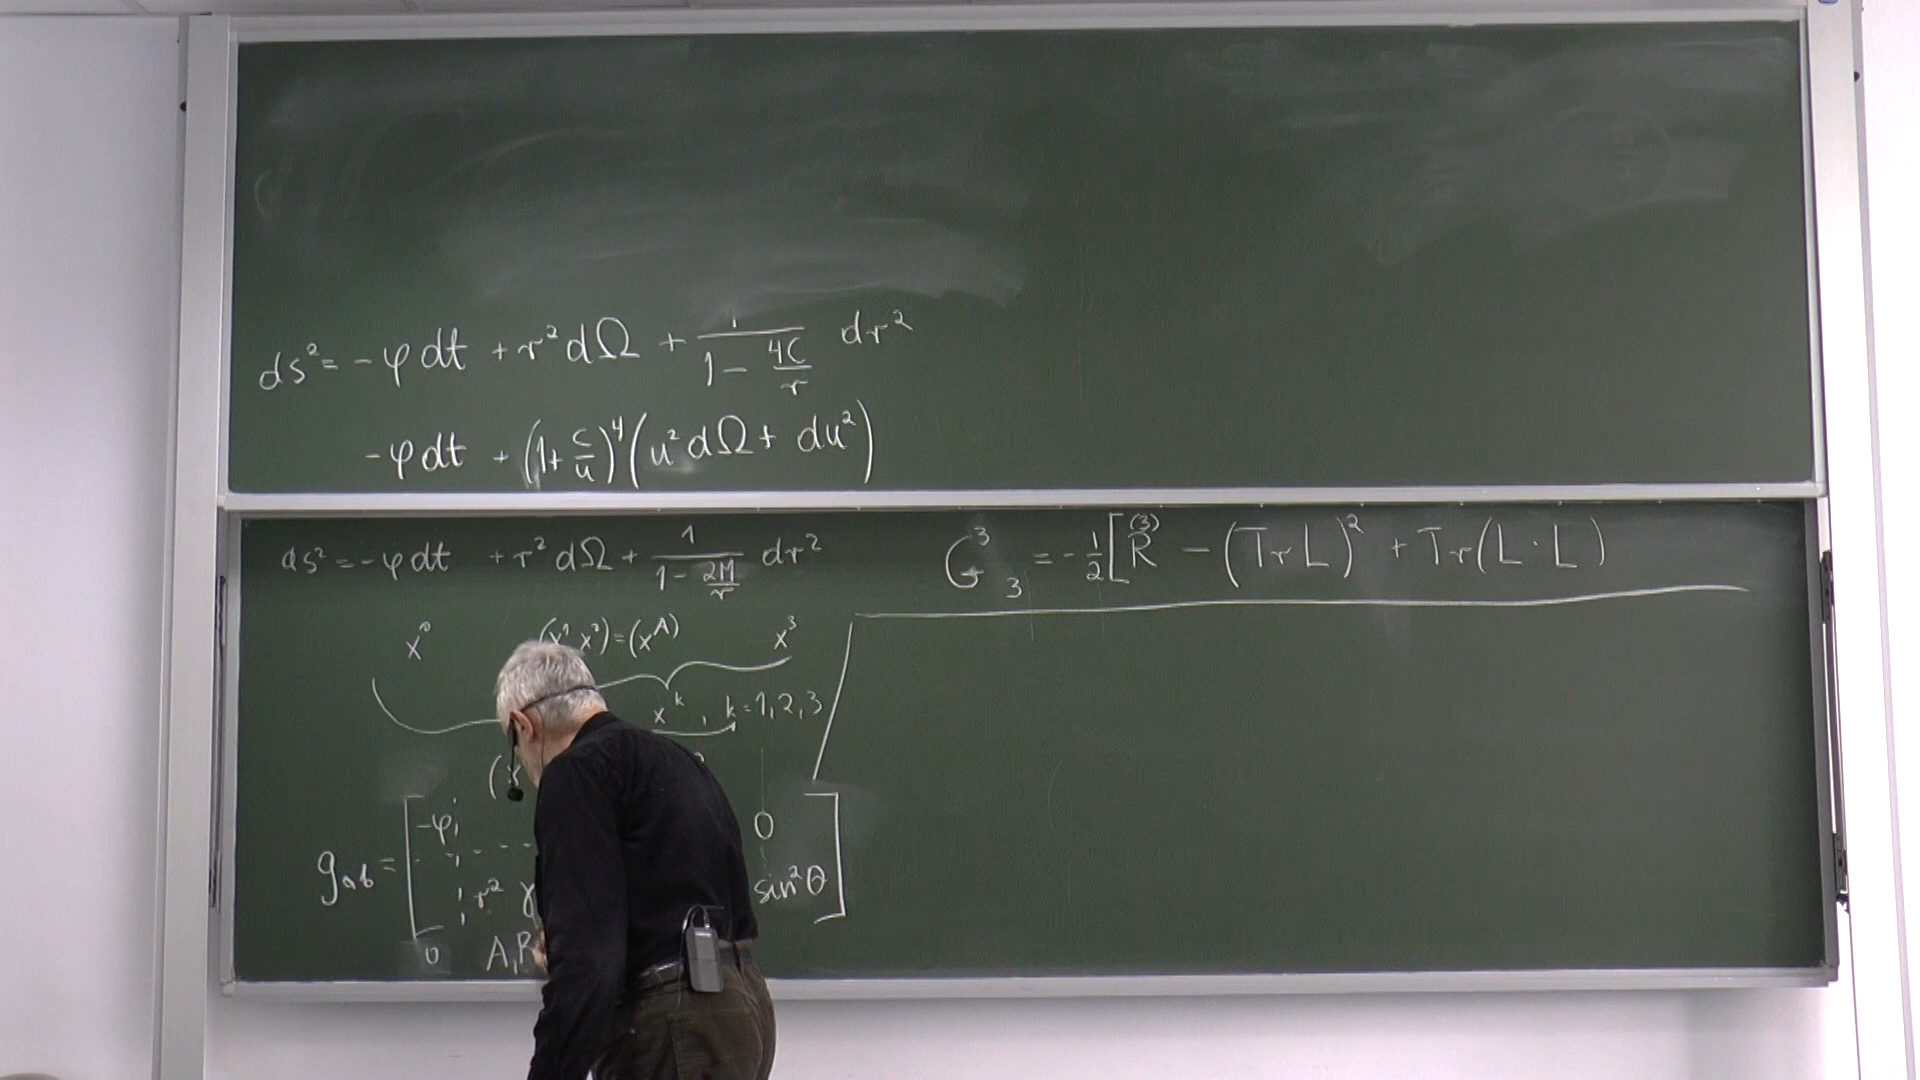 ds² = -φ dt + r² dΩ + 1/(1 - 4C/r) dr²
-φ dt + (1 + c/u)⁴ (u² dΩ + du²)
ds² = -φ dt + r² dΩ + 1/(1 - 2M/r) dr²
x⁰ (x¹ x²) = (x^A) x³
x^k, k = 1, 2, 3
g_ab = [ -φ 0
r² γ sin²θ ]
0 A,B
G³₃ = -½ [ ⁽³⁾R - (Tr L)² + Tr(L · L)